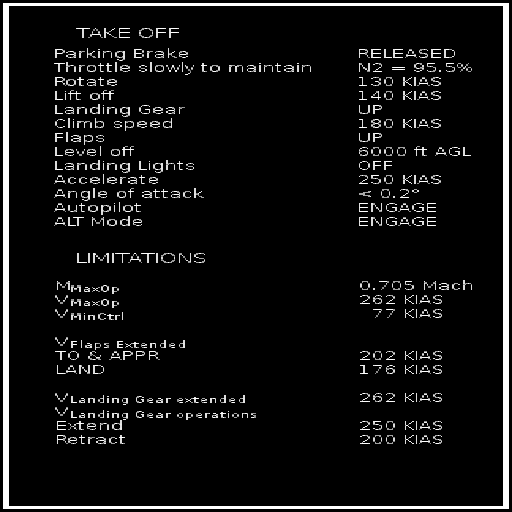 TAKE OFF
Parking Brake RELEASED
Throttle slowly to maintain N2 = 95.5%
Rotate 130 KIAS
Lift off 140 KIAS
Landing Gear UP
Climb speed 180 KIAS
Flaps UP
Level off 6000 ft AGL
Landing Lights OFF
Accelerate 250 KIAS
Angle of attack < 0.2°
Autopilot ENGAGE
ALT Mode ENGAGE
LIMITATIONS
MMaxOp 0.705 Mach
VMaxOp 262 KIAS
VMinCtrl 77 KIAS
VFlaps Extended
TO & APPR 202 KIAS
LAND 176 KIAS
VLanding Gear extended 262 KIAS
VLanding Gear operations
Extend 250 KIAS
Retract 200 KIAS